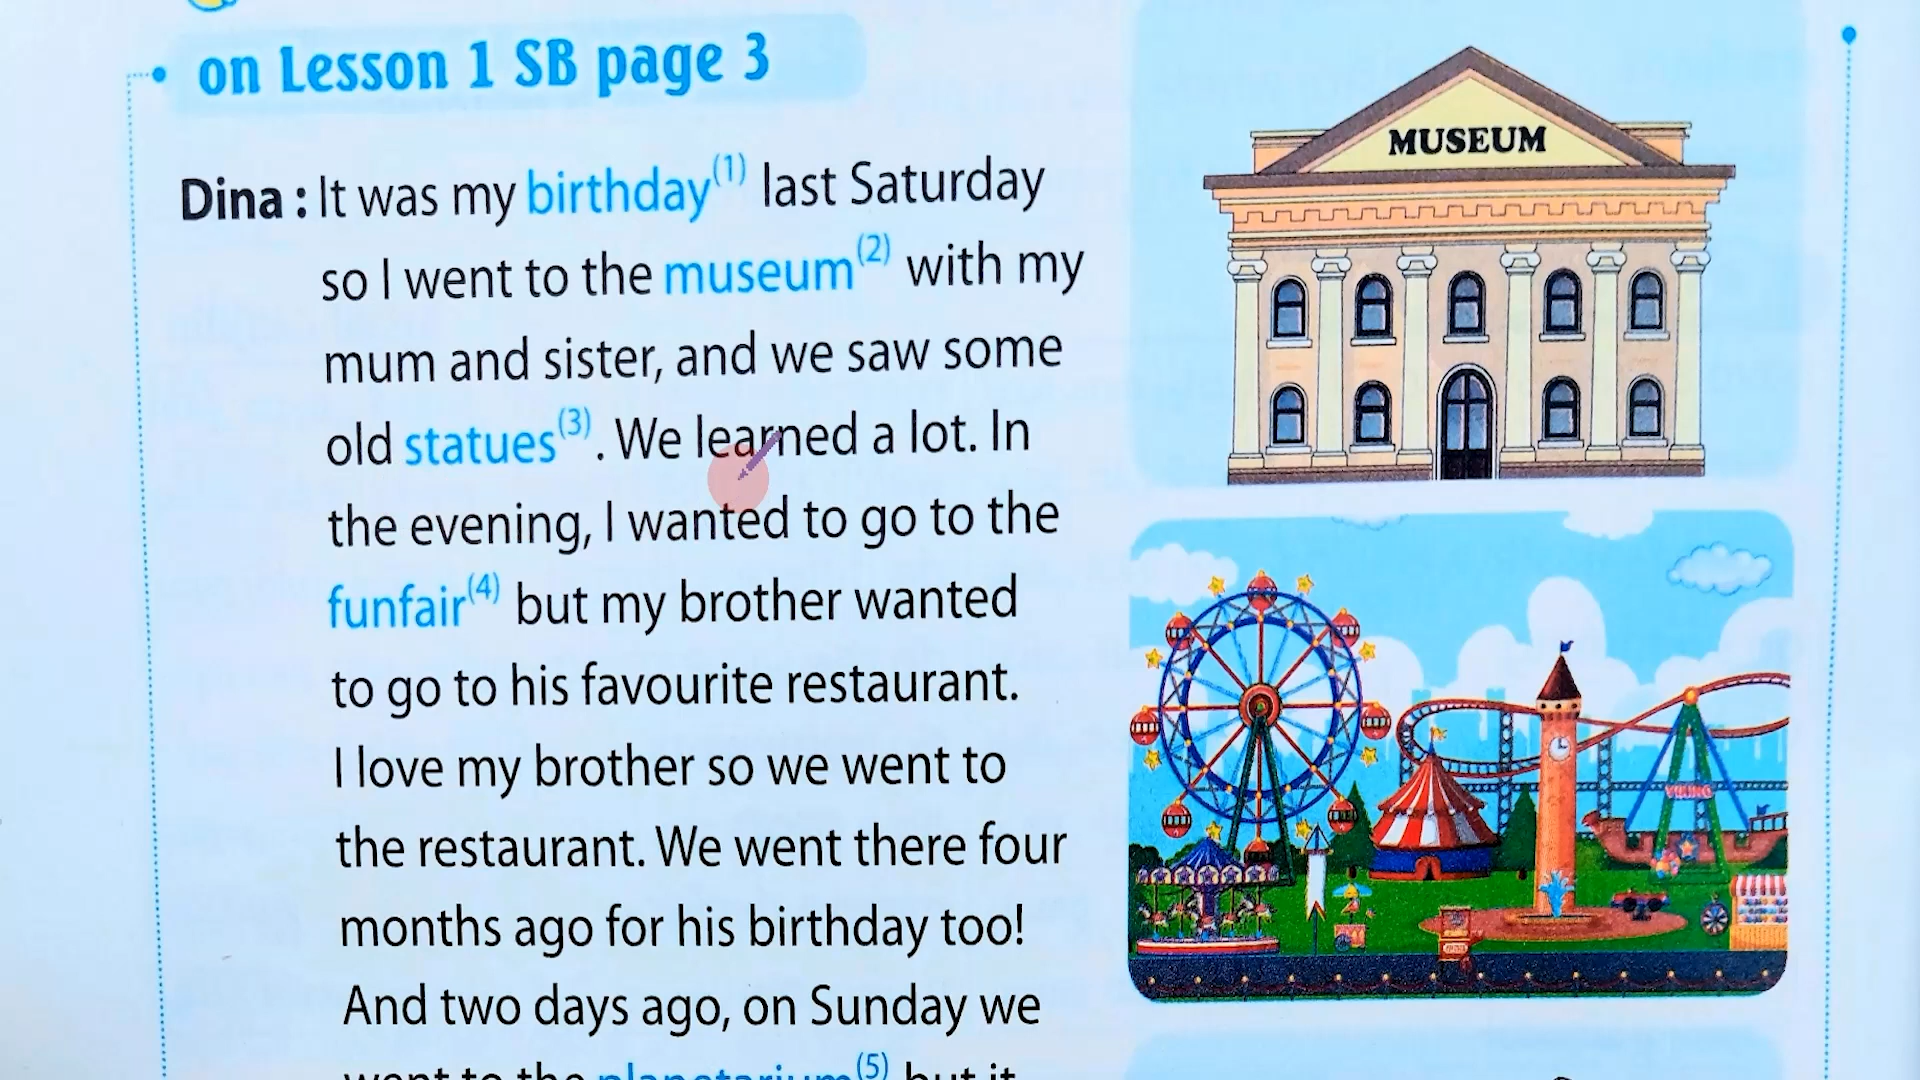 on Lesson 1 SB page 3
Dina : It was my birthday(1) last Saturday
so I went to the museum(2) with my
mum and sister, and we saw some
old statues(3). We learned a lot. In
the evening, I wanted to go to the
funfair(4) but my brother wanted
to go to his favourite restaurant.
I love my brother so we went to
the restaurant. We went there four
months ago for his birthday too!
And two days ago, on Sunday we
went to the planetarium(5) but it
MUSEUM
VIKING